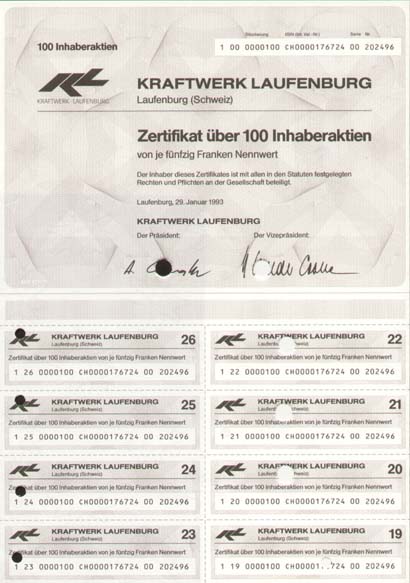 100 Inhaberaktien
Stückelung ISIN (bill. Val.-Nr.) Serie Nr.
1 00 0000100 CH0000176724 00 202496
KRAFTWERK · LAUFENBURG
KRAFTWERK LAUFENBURG
Laufenburg (Schweiz)
Zertifikat über 100 Inhaberaktien
von je fünfzig Franken Nennwert
Der Inhaber dieses Zertifikates ist mit allen in den Statuten festgelegten
Rechten und Pflichten an der Gesellschaft beteiligt.
Laufenburg, 29. Januar 1993
KRAFTWERK LAUFENBURG
Der Präsident: Der Vizepräsident:
KRAFTWERK LAUFENBURG 26
Laufenburg (Schweiz)
Zertifikat über 100 Inhaberaktien von je fünfzig Franken Nennwert
1 26 0000100 CH0000176724 00 202496
KRAFTWERK LAUFENBURG 22
Laufenburg (Schweiz)
Zertifikat über 100 Inhaberaktien von je fünfzig Franken Nennwert
1 22 0000100 CH0000176724 00 202496
KRAFTWERK LAUFENBURG 25
Laufenburg (Schweiz)
Zertifikat über 100 Inhaberaktien von je fünfzig Franken Nennwert
1 25 0000100 CH0000176724 00 202496
KRAFTWERK LAUFENBURG 21
Zertifikat über 100 Inhaberaktien von je fünfzig Franken Nennwert
1 21 0000100 CH0000176724 00 202496
KRAFTWERK LAUFENBURG 24
Laufenburg (Schweiz)
Zertifikat über 100 Inhaberaktien von je fünfzig Franken Nennwert
1 24 0000100 CH0000176724 00 202496
KRAFTWERK LAUFENBURG 20
Laufenburg (Schweiz)
Zertifikat über 100 Inhaberaktien von je fünfzig Franken Nennwert
1 20 0000100 CH0000176724 00 202496
KRAFTWERK LAUFENBURG 23
Laufenburg (Schweiz)
Zertifikat über 100 Inhaberaktien von je fünfzig Franken Nennwert
1 23 0000100 CH0000176724 00 202496
KRAFTWERK LAUFENBURG 19
Laufenburg (Schweiz)
Zertifikat über 100 Inhaberaktien von je fünfzig Franken Nennwert
1 19 0000100 00 202496